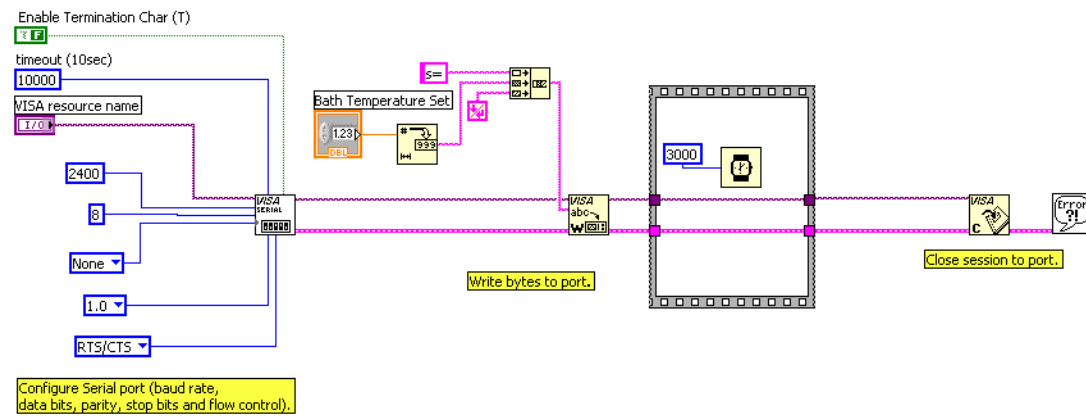 Enable Termination Char (T)
F
timeout (10sec)
10000
VISA resource name
I/O
2400
8
None
1.0
RTS/CTS
Configure Serial port (baud rate,
data bits, parity, stop bits and flow control).
VISA
SERIAL
s=
Bath Temperature Set
1.23
DBL
#
999
VISA
abc
W
Write bytes to port.
3000
VISA
C
Close session to port.
Error
?!